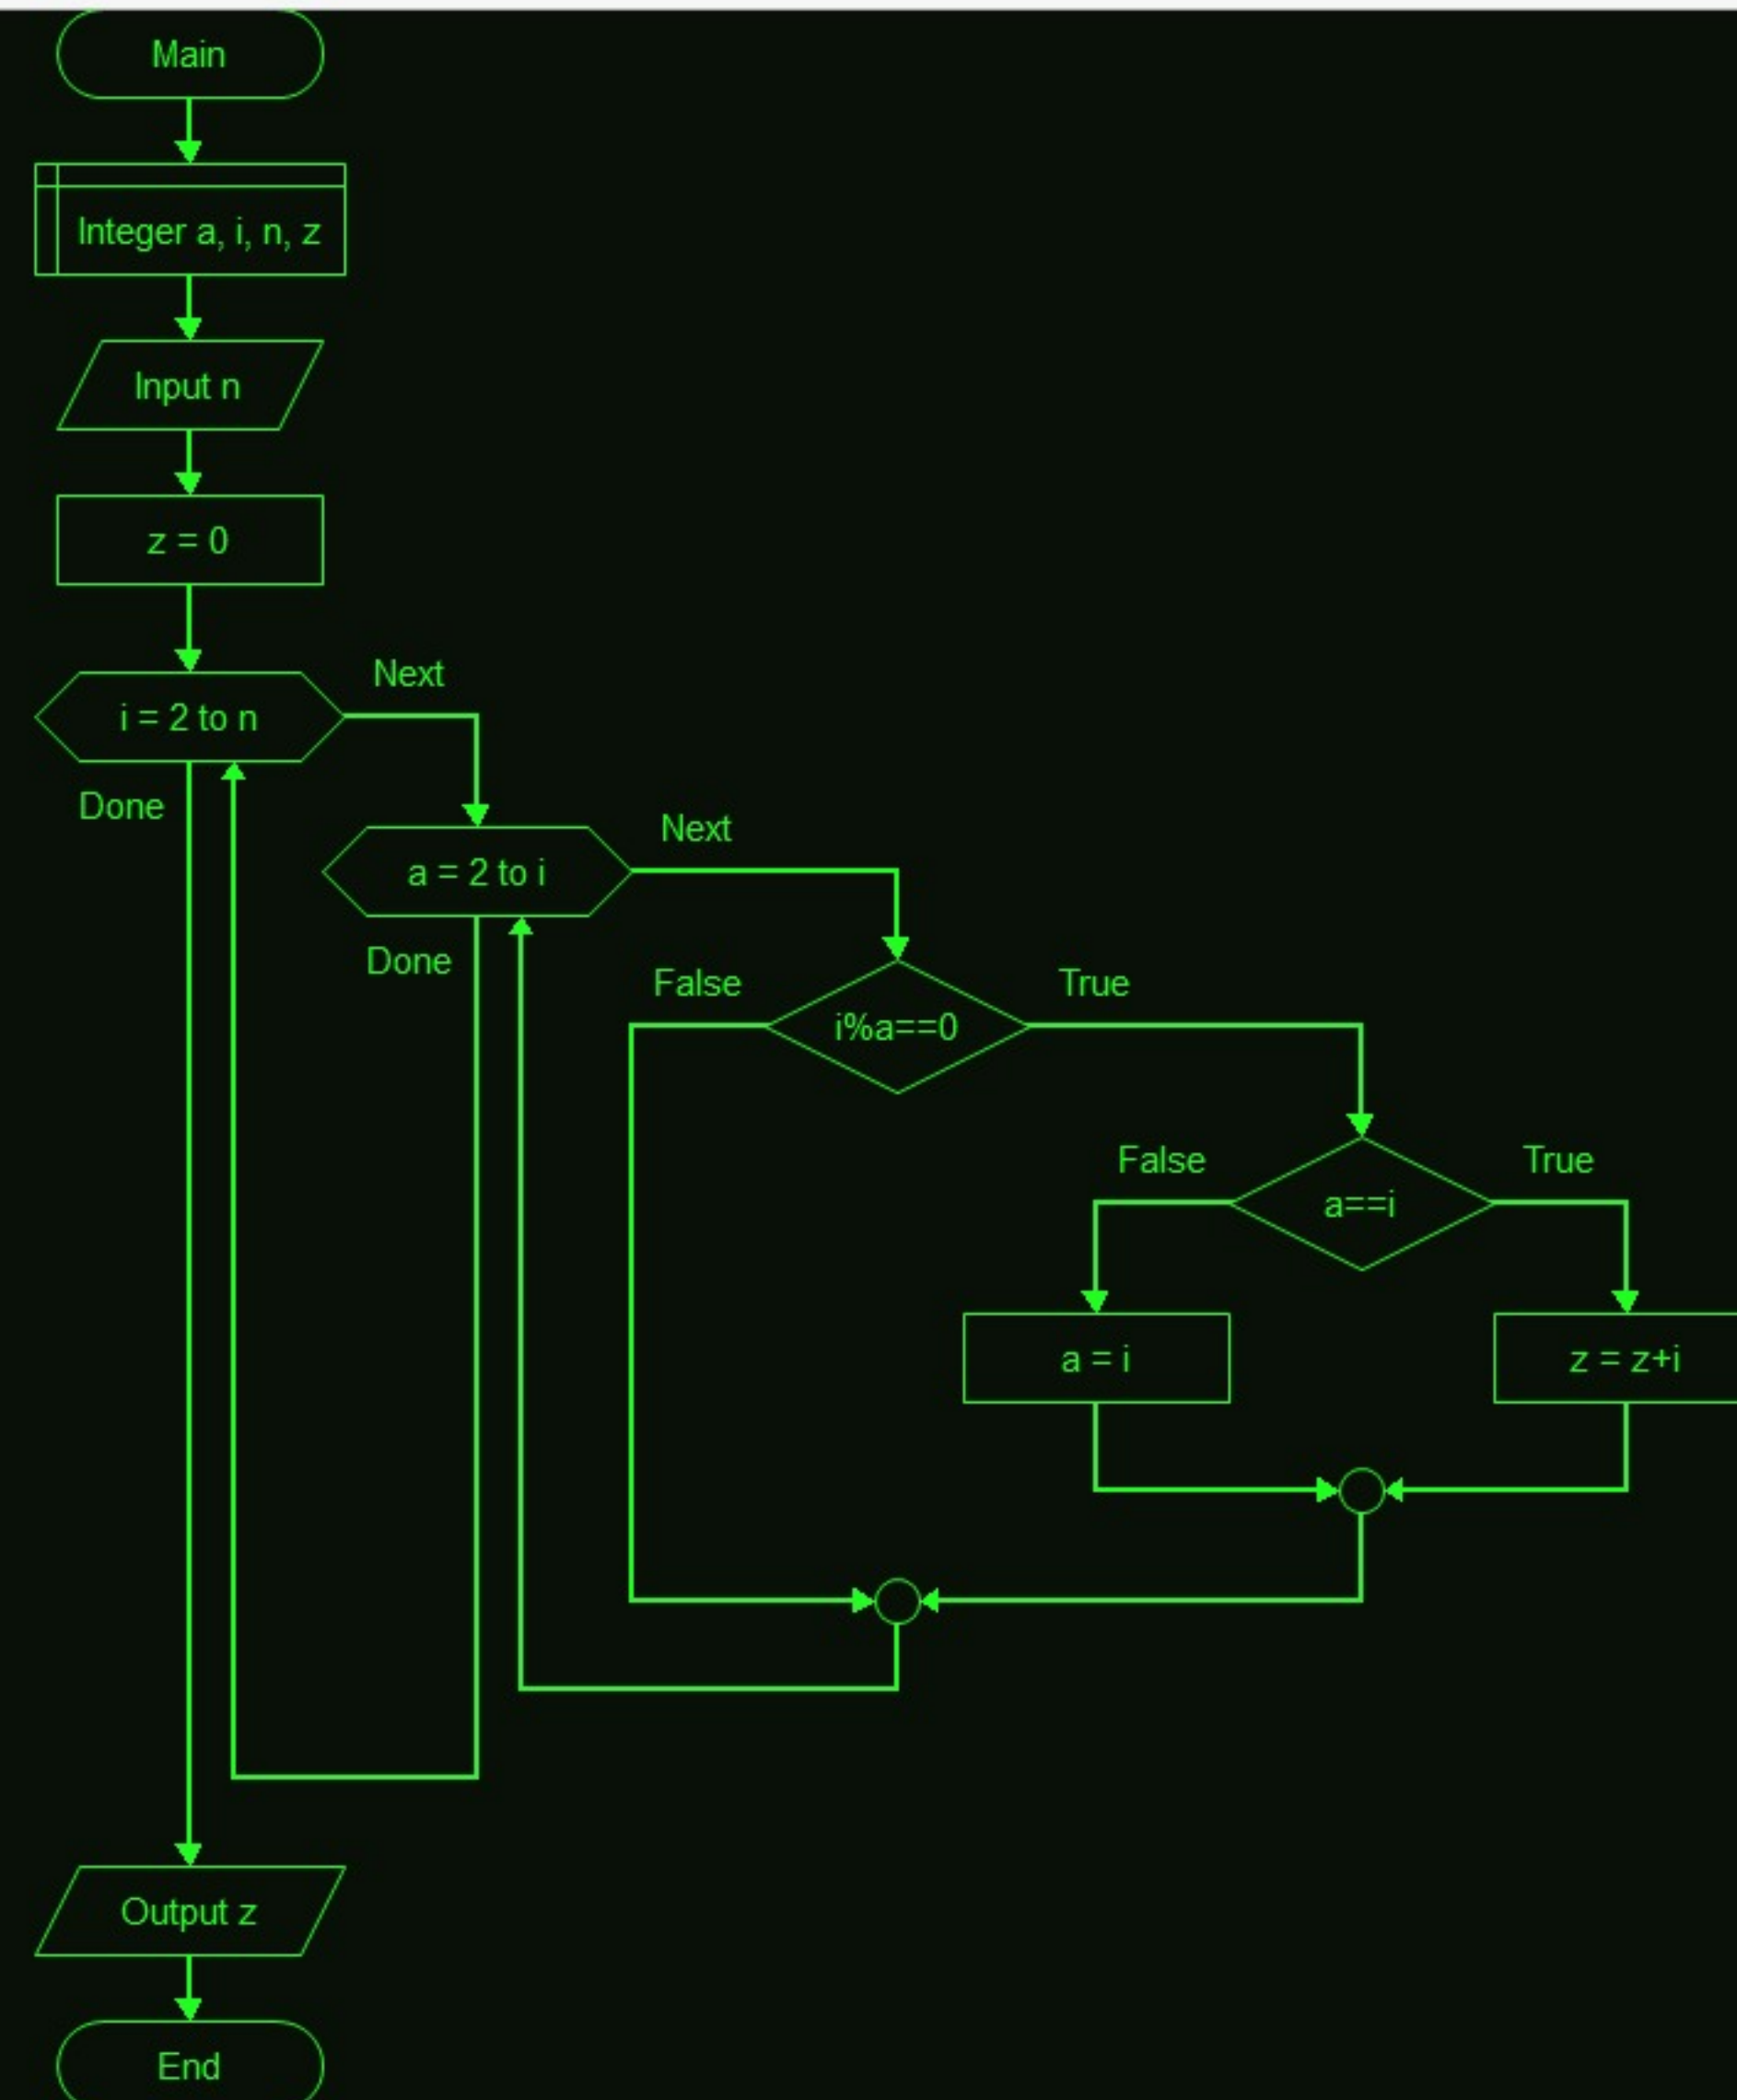 Main
Integer a, i, n, z
Input n
z = 0
i = 2 to n
Next
Done
a = 2 to i
Next
Done
i%a==0
False
True
a==i
False
True
a = i
z = z+i
Output z
End